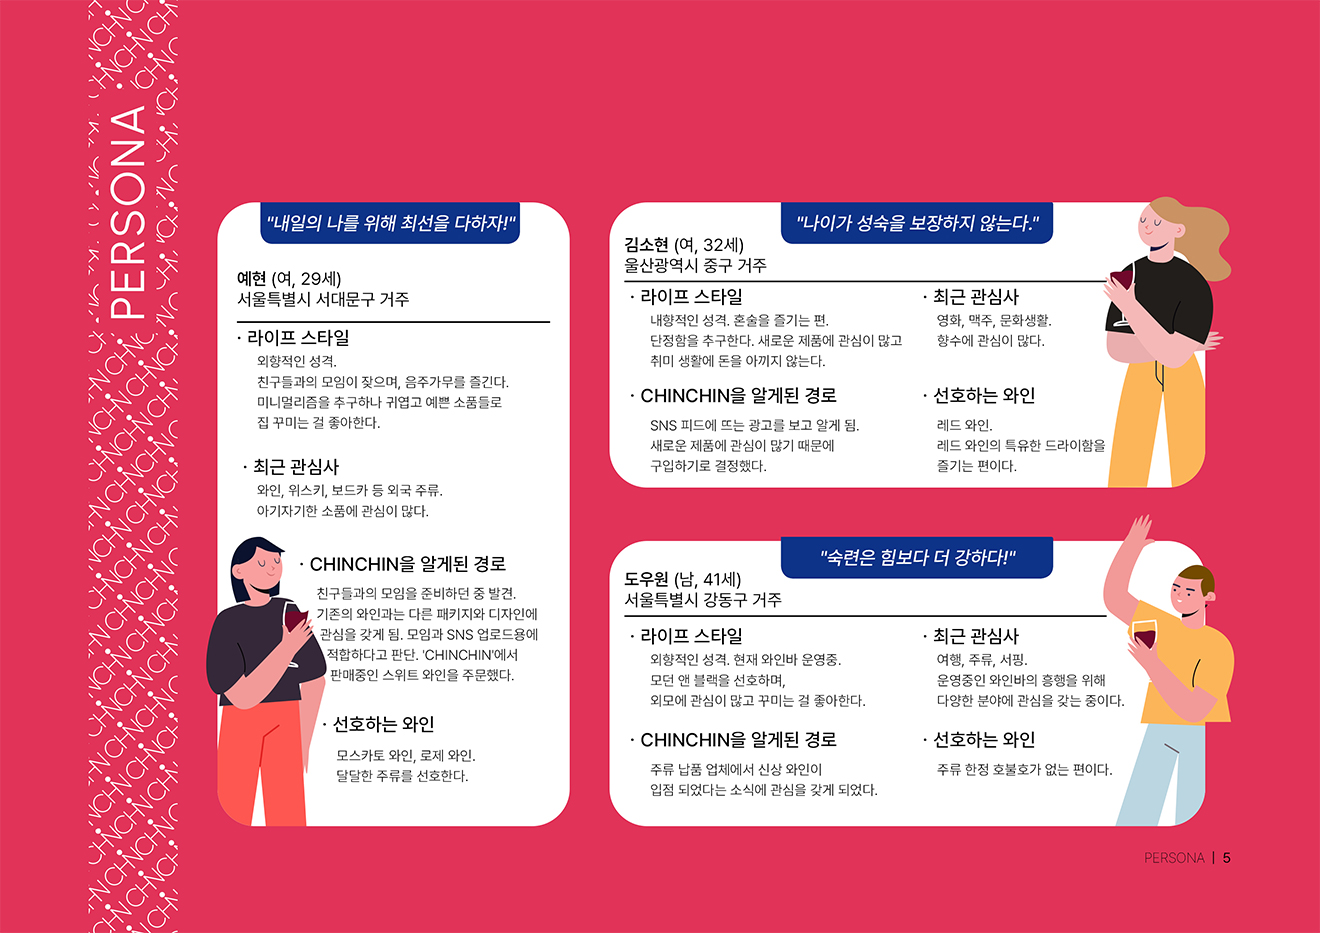 PERSONA
"내일의 나를 위해 최선을 다하자!"
예현 (여, 29세)
서울특별시 서대문구 거주
· 라이프 스타일
외향적인 성격.
친구들과의 모임이 잦으며, 음주가무를 즐긴다.
미니멀리즘을 추구하나 귀엽고 예쁜 소품들로
집 꾸미는 걸 좋아한다.
· 최근 관심사
와인, 위스키, 보드카 등 외국 주류.
아기자기한 소품에 관심이 많다.
· CHINCHIN을 알게된 경로
친구들과의 모임을 준비하던 중 발견.
기존의 와인과는 다른 패키지와 디자인에
관심을 갖게 됨. 모임과 SNS 업로드용에
적합하다고 판단. 'CHINCHIN'에서
판매중인 스위트 와인을 주문했다.
· 선호하는 와인
모스카토 와인, 로제 와인.
달달한 주류를 선호한다.
"나이가 성숙을 보장하지 않는다."
김소현 (여, 32세)
울산광역시 중구 거주
· 라이프 스타일
내향적인 성격. 혼술을 즐기는 편.
단정함을 추구한다. 새로운 제품에 관심이 많고
취미 생활에 돈을 아끼지 않는다.
· 최근 관심사
영화, 맥주, 문화생활.
향수에 관심이 많다.
· CHINCHIN을 알게된 경로
SNS 피드에 뜨는 광고를 보고 알게 됨.
새로운 제품에 관심이 많기 때문에
구입하기로 결정했다.
· 선호하는 와인
레드 와인.
레드 와인의 특유한 드라이함을
즐기는 편이다.
"숙련은 힘보다 더 강하다!"
도우원 (남, 41세)
서울특별시 강동구 거주
· 라이프 스타일
외향적인 성격. 현재 와인바 운영중.
모던 앤 블랙을 선호하며,
외모에 관심이 많고 꾸미는 걸 좋아한다.
· 최근 관심사
여행, 주류, 서핑.
운영중인 와인바의 흥행을 위해
다양한 분야에 관심을 갖는 중이다.
· CHINCHIN을 알게된 경로
주류 납품 업체에서 신상 와인이
입점 되었다는 소식에 관심을 갖게 되었다.
· 선호하는 와인
주류 한정 호불호가 없는 편이다.
PERSONA | 5